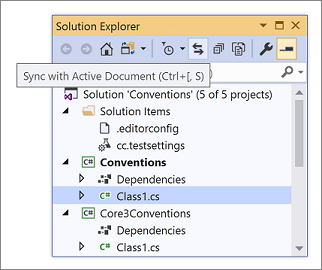 Solution Explorer
Sync with Active Document (Ctrl+[, S)
Solution 'Conventions' (5 of 5 projects)
Solution Items
.editorconfig
cc.testsettings
C# Conventions
Dependencies
C# Class1.cs
C# Core3Conventions
Dependencies
C# Class1.cs